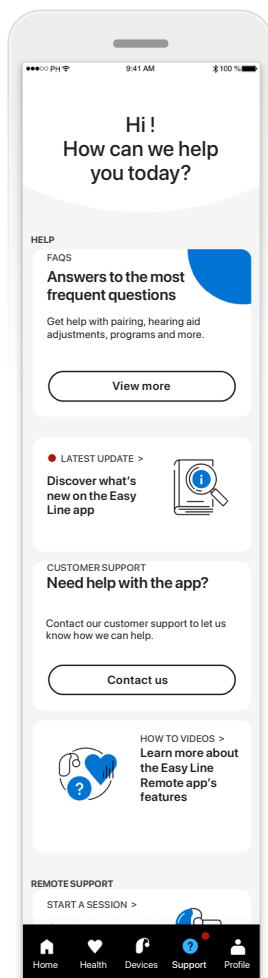 ●●●○○ PH 9:41 AM 100 %
Hi !
How can we help
you today?
HELP
FAQS
Answers to the most
frequent questions
Get help with pairing, hearing aid
adjustments, programs and more.
View more
LATEST UPDATE >
Discover what's
new on the Easy
Line app
i
CUSTOMER SUPPORT
Need help with the app?
Contact our customer support to let us
know how we can help.
Contact us
HOW TO VIDEOS >
Learn more about
the Easy Line
Remote app's
features
?
REMOTE SUPPORT
START A SESSION >
?
Home Health Devices Support Profile